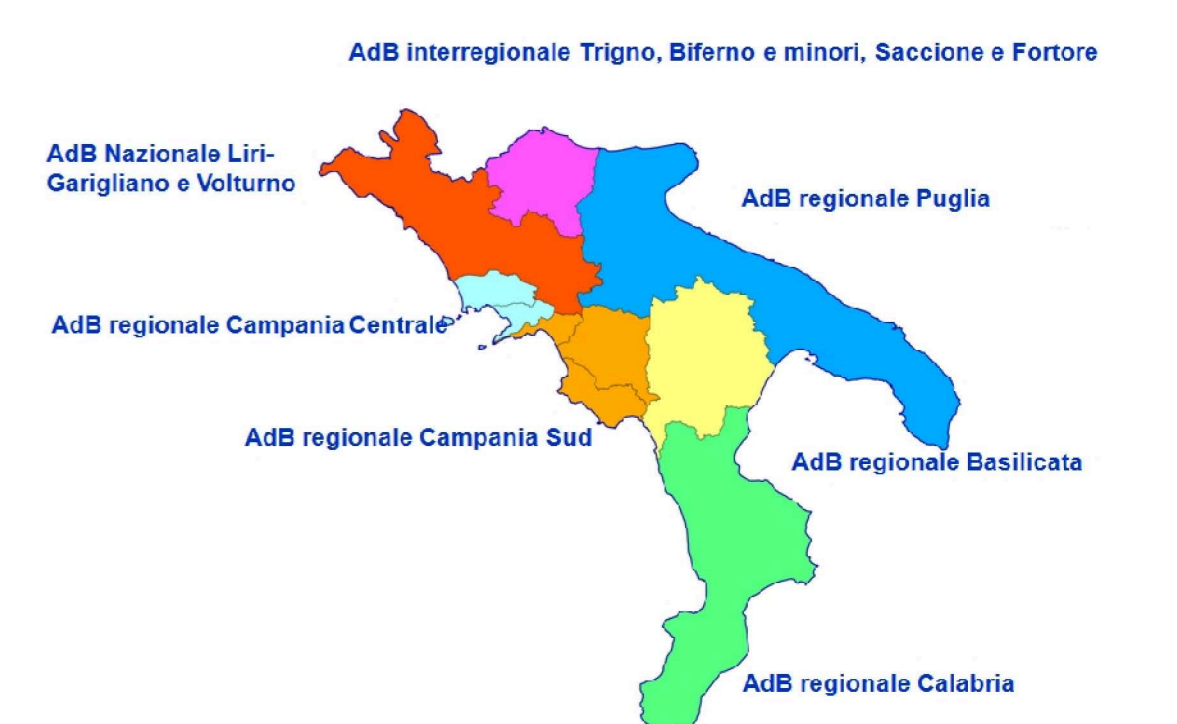 AdB interregionale Trigno, Biferno e minori, Saccione e Fortore
AdB Nazionale Liri-
Garigliano e Volturno
AdB regionale Puglia
AdB regionale Campania Centrale
AdB regionale Campania Sud
AdB regionale Basilicata
AdB regionale Calabria